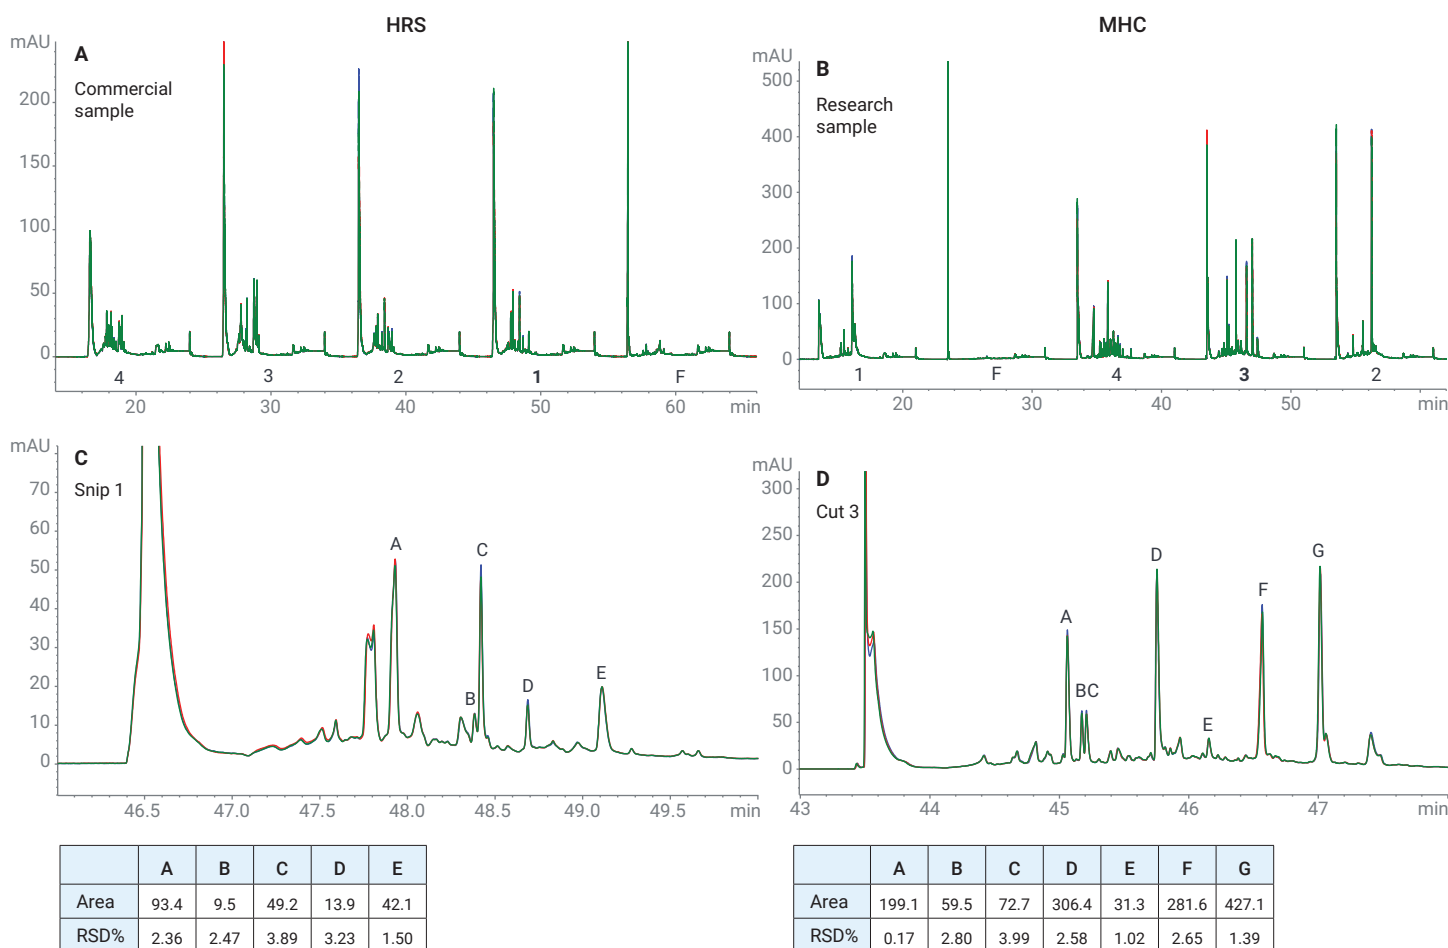 HRS
MHC
mAU
A
Commercial
sample
200
150
100
50
0
4
3
2
1
F
20
30
40
50
60
min
mAU
B
Research
sample
500
400
300
200
100
0
1
F
4
3
2
20
30
40
50
min
mAU
C
Snip 1
70
60
50
40
30
20
10
0
A
B
C
D
E
46.5
47.0
47.5
48.0
48.5
49.0
49.5
min
mAU
D
Cut 3
300
250
200
150
100
50
0
A
BC
D
E
F
G
43
44
45
46
47
min
A B C D E
Area 93.4 9.5 49.2 13.9 42.1
RSD% 2.36 2.47 3.89 3.23 1.50
A B C D E F G
Area 199.1 59.5 72.7 306.4 31.3 281.6 427.1
RSD% 0.17 2.80 3.99 2.58 1.02 2.65 1.39